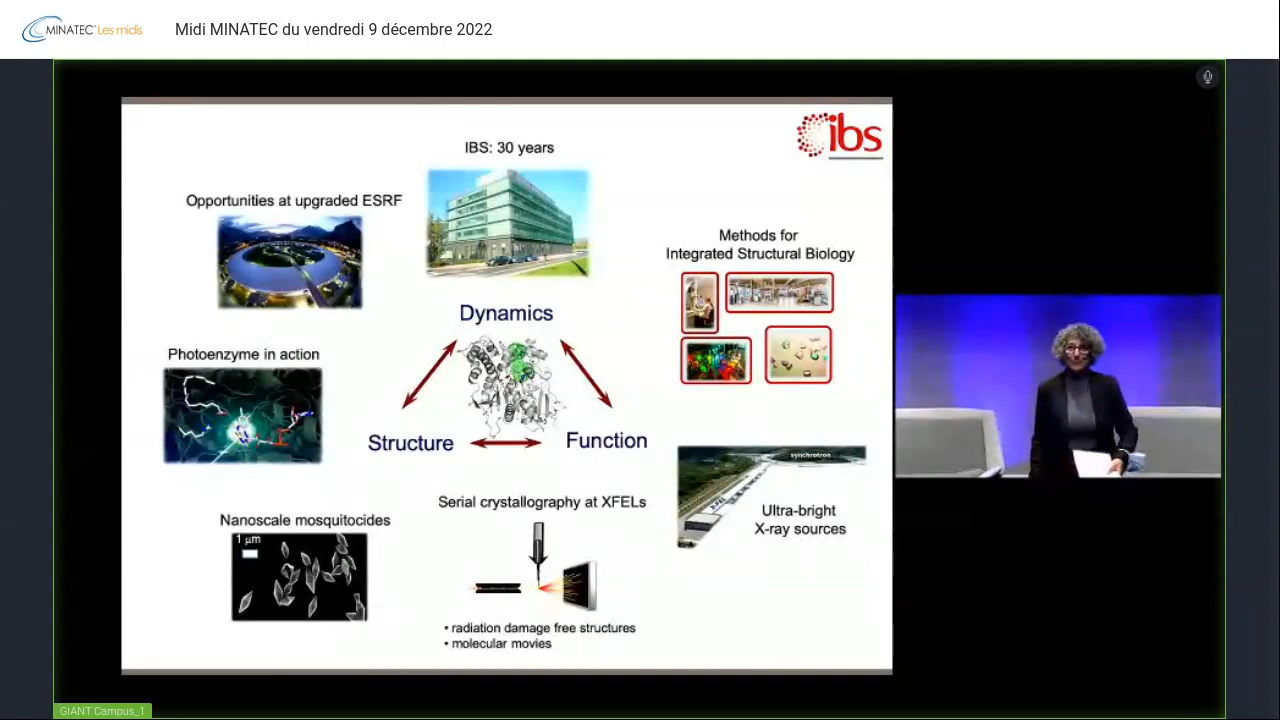 MINATEC Les midis
Midi MINATEC du vendredi 9 décembre 2022
ibs
IBS: 30 years
Opportunities at upgraded ESRF
Methods for
Integrated Structural Biology
Dynamics
Photoenzyme in action
Structure
Function
synchrotron
XFEL
Serial crystallography at XFELs
Ultra-bright
X-ray sources
Nanoscale mosquitocides
1 µm
• radiation damage free structures
• molecular movies
GIANT Campus_1